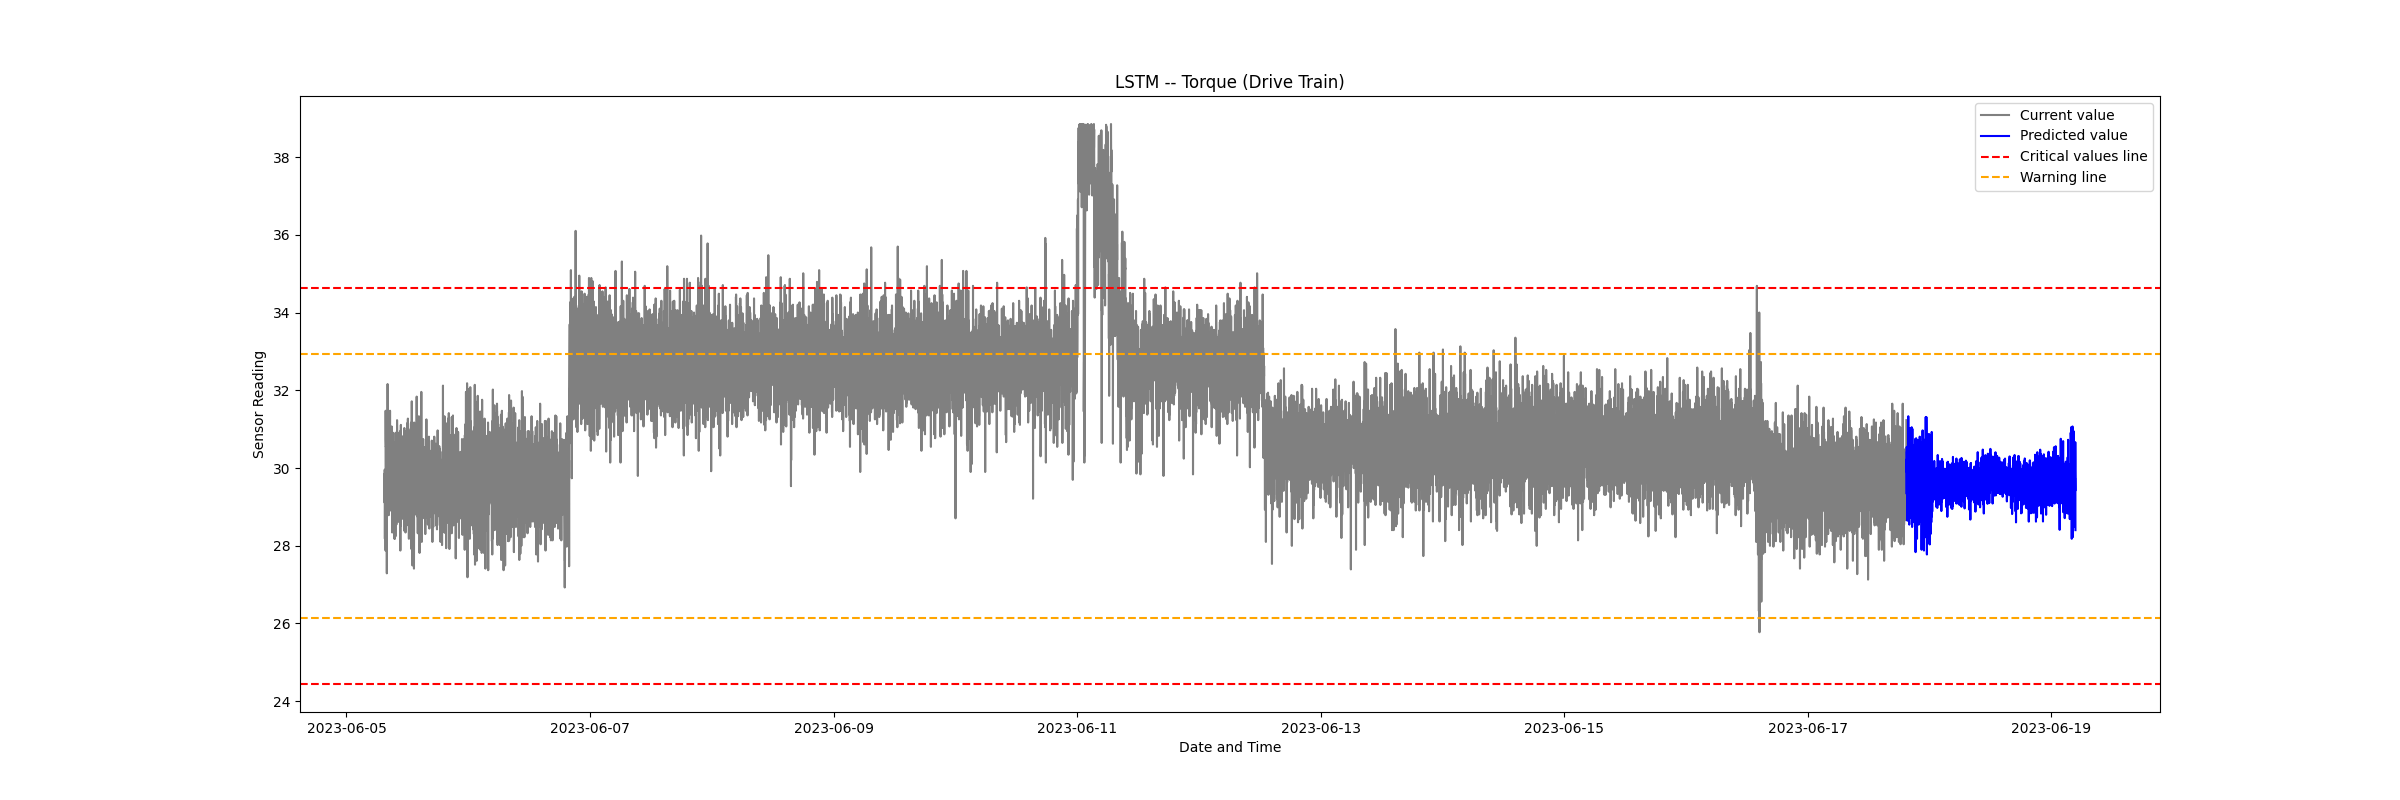 LSTM -- Torque (Drive Train)
Current value
Predicted value
Critical values line
Warning line
Sensor Reading
38
36
34
32
30
28
26
24
2023-06-05
2023-06-07
2023-06-09
2023-06-11
2023-06-13
2023-06-15
2023-06-17
2023-06-19
Date and Time